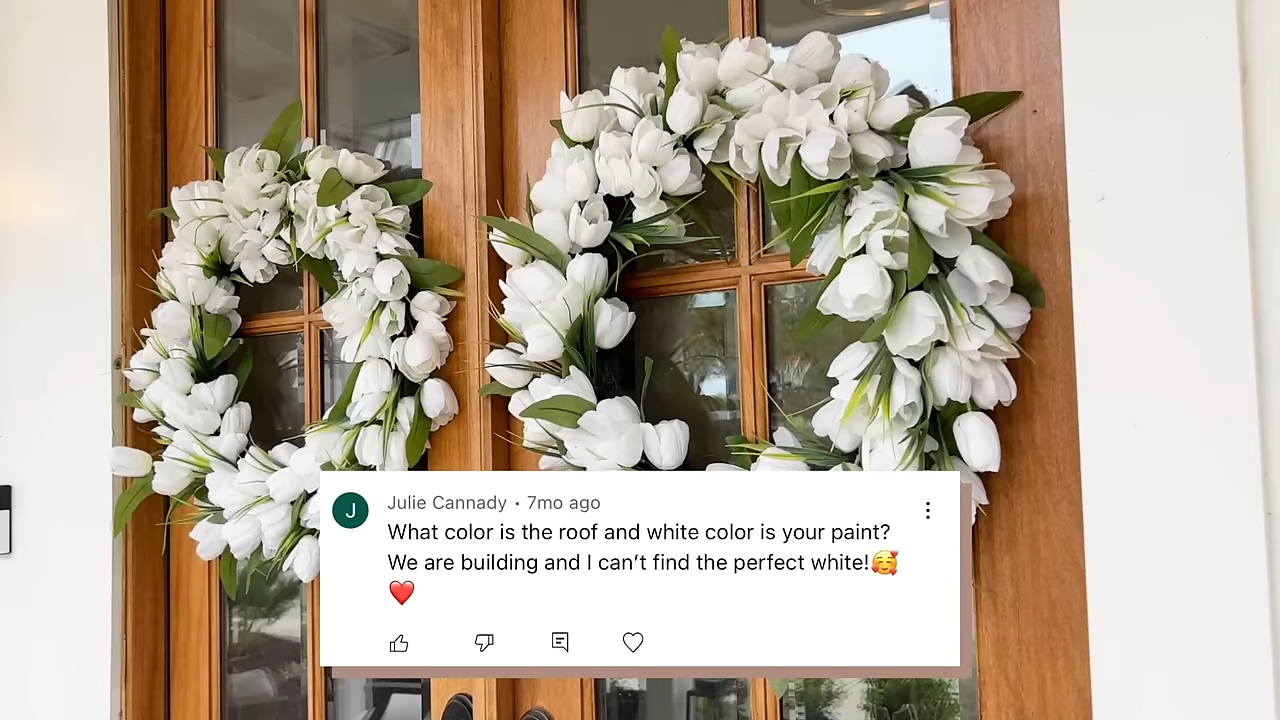 J
Julie Cannady • 7mo ago
What color is the roof and white color is your paint?
We are building and I can’t find the perfect white!🥰
❤️